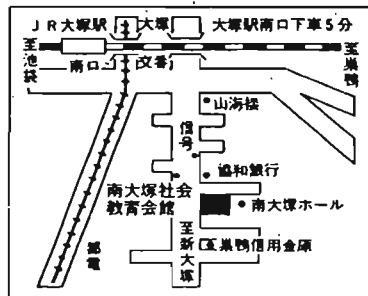 JR大塚駅
大塚
大塚駅南口下車5分
至池袋
至巣鴨
南口
交番
山海楼
信号
協和銀行
南大塚社会
教育会館
南大塚ホール
都電
至新大塚
巣鴨信用金庫